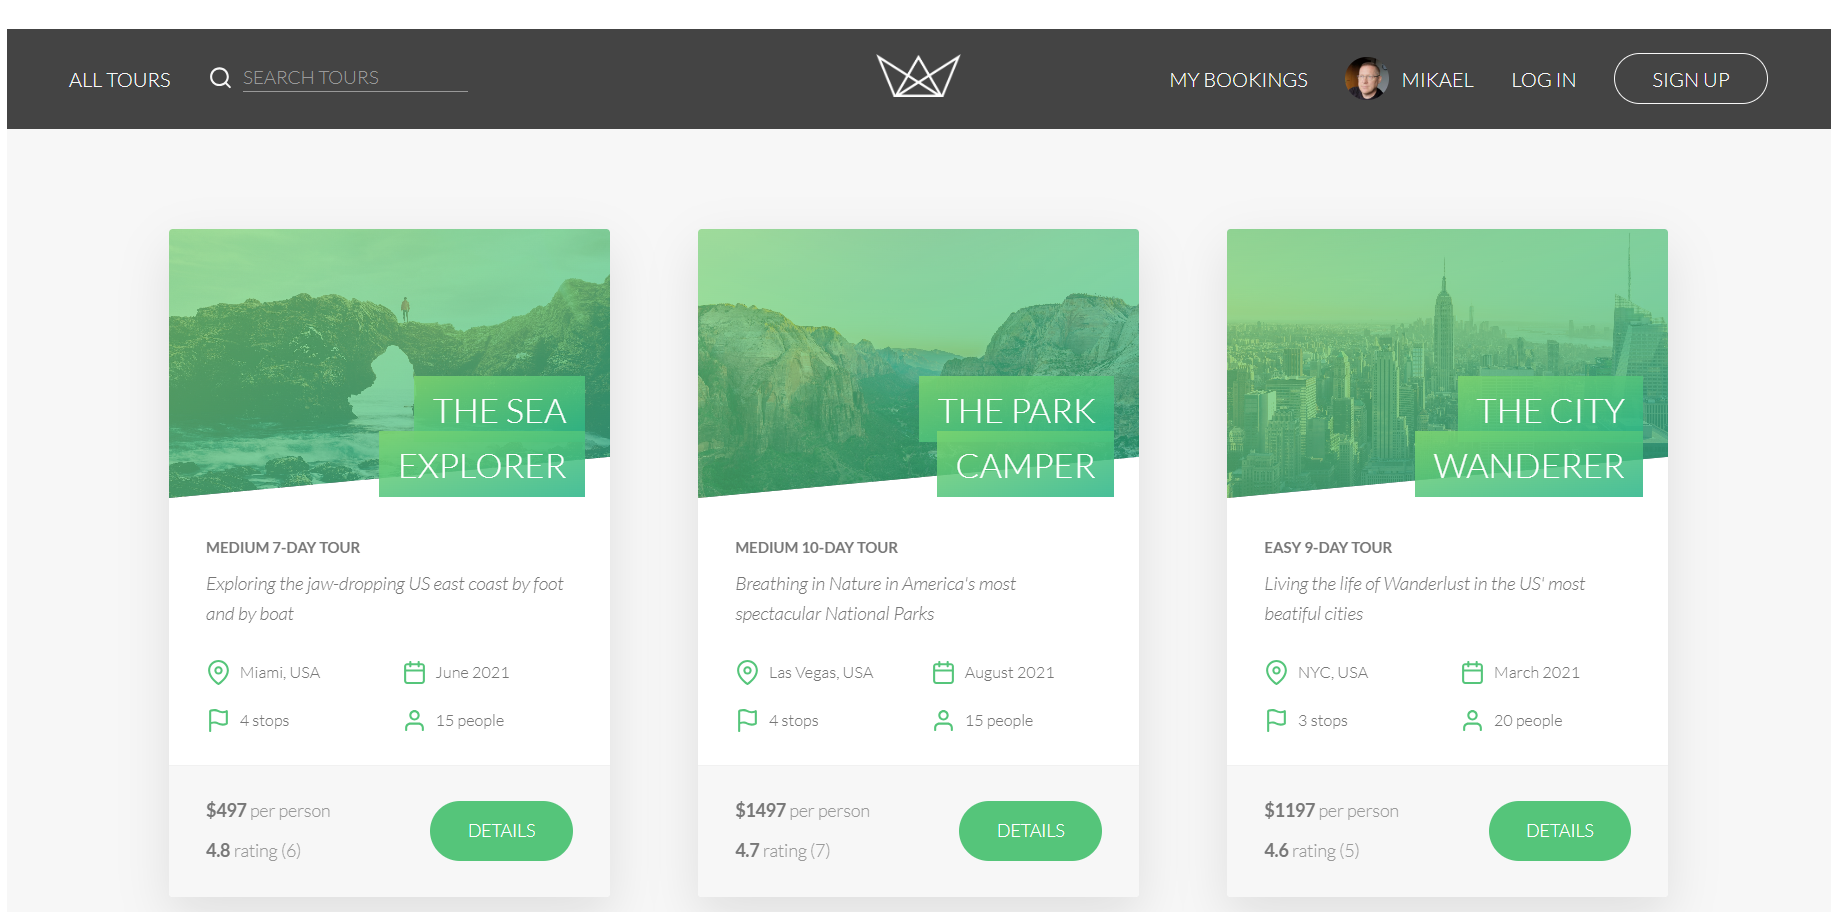 ALL TOURS
SEARCH TOURS
MY BOOKINGS
MIKAEL
LOG IN
SIGN UP
THE SEA
EXPLORER
MEDIUM 7-DAY TOUR
Exploring the jaw-dropping US east coast by foot
and by boat
Miami, USA
June 2021
4 stops
15 people
$497 per person
4.8 rating (6)
DETAILS
THE PARK
CAMPER
MEDIUM 10-DAY TOUR
Breathing in Nature in America's most
spectacular National Parks
Las Vegas, USA
August 2021
4 stops
15 people
$1497 per person
4.7 rating (7)
DETAILS
THE CITY
WANDERER
EASY 9-DAY TOUR
Living the life of Wanderlust in the US' most
beatiful cities
NYC, USA
March 2021
3 stops
20 people
$1197 per person
4.6 rating (5)
DETAILS